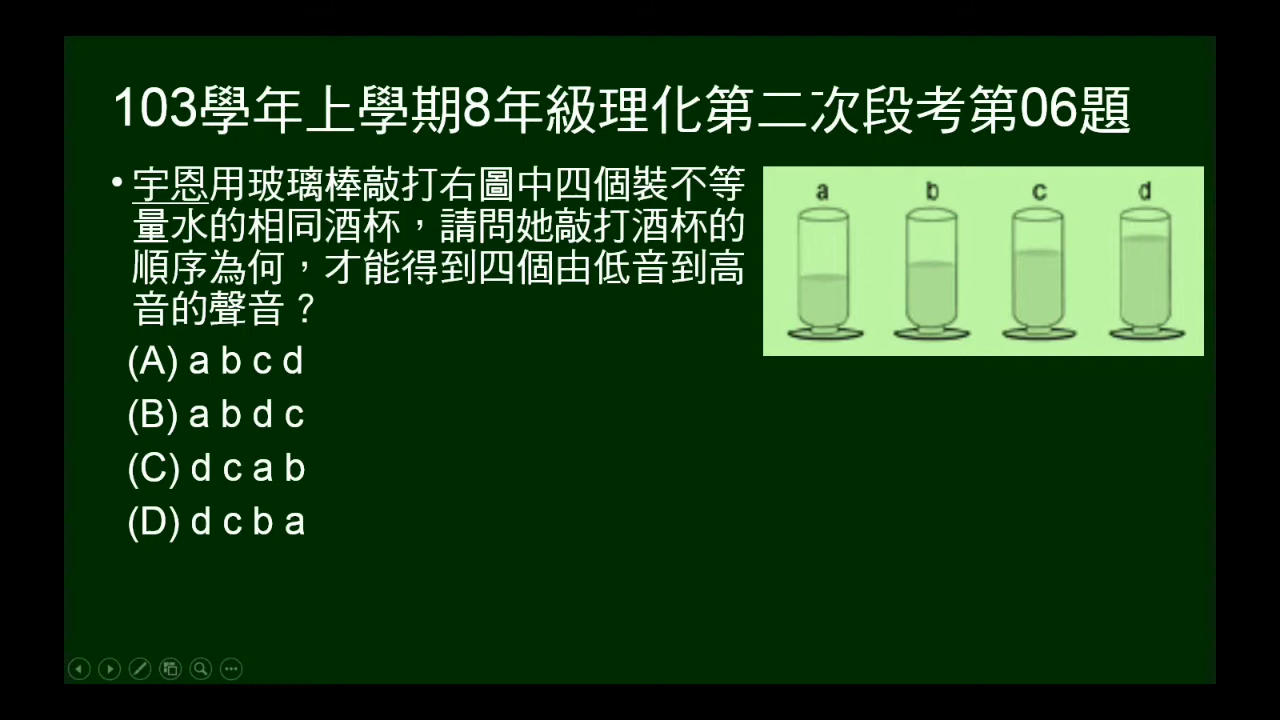 103學年上學期8年級理化第二次段考第06題
• 宇恩用玻璃棒敲打右圖中四個裝不等
量水的相同酒杯，請問她敲打酒杯的
順序為何，才能得到四個由低音到高
音的聲音？
(A) a b c d
(B) a b d c
(C) d c a b
(D) d c b a
a b c d